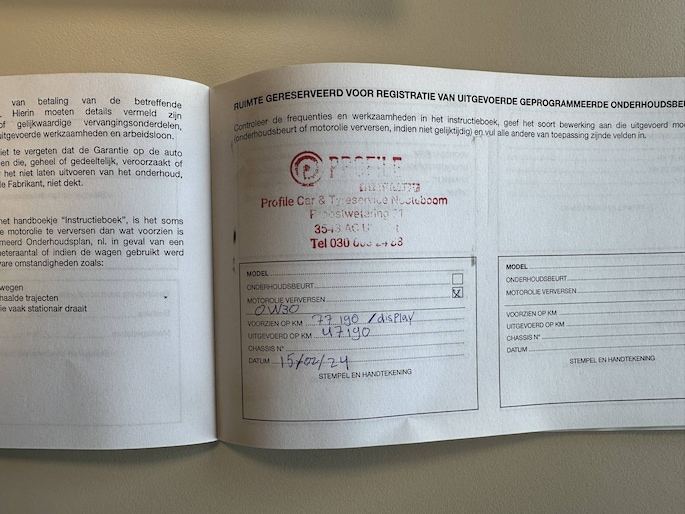 van betaling van de betreffende
Hierin moeten details vermeld zijn
of gelijkwaardige vervangingsonderdelen,
uitgevoerde werkzaamheden en arbeidsloon.
niet te vergeten dat de Garantie op de auto
en die, geheel of gedeeltelijk, veroorzaakt of
het niet laten uitvoeren van het onderhoud,
de Fabrikant, niet dekt.
het handboekje "Instructieboek", is het soms
e motorolie te verversen dan wat voorzien is
meerd Onderhoudsplan, nl. in geval van een
eteraantal of indien de wagen gebruikt werd
vare omstandigheden zoals:
wegen
haalde trajecten
ie vaak stationair draait
RUIMTE GERESERVEERD VOOR REGISTRATIE VAN UITGEVOERDE GEPROGRAMMEERDE ONDERHOUDSBEU
Controleer de frequenties en werkzaamheden in het instructieboek, geef het soort bewerking aan die uitgevoerd moe
(onderhoudsbeurt of motorolie verversen, indien niet gelijktijdig) en vul alle andere van toepassing zijnde velden in.
PROFILE
Profile Car & Tyreservice
Tel 030
MODEL
ONDERHOUDSBEURT
MOTOROLIE VERVERSEN X
0W30
VOORZIEN OP KM 77190 / display
UITGEVOERD OP KM 47190
CHASSIS N°
DATUM 15/02/24
STEMPEL EN HANDTEKENING
MODEL
ONDERHOUDSBEURT
MOTOROLIE VERVERSEN
VOORZIEN OP KM
UITGEVOERD OP KM
CHASSIS N°
DATUM
STEMPEL EN HANDTEKENING